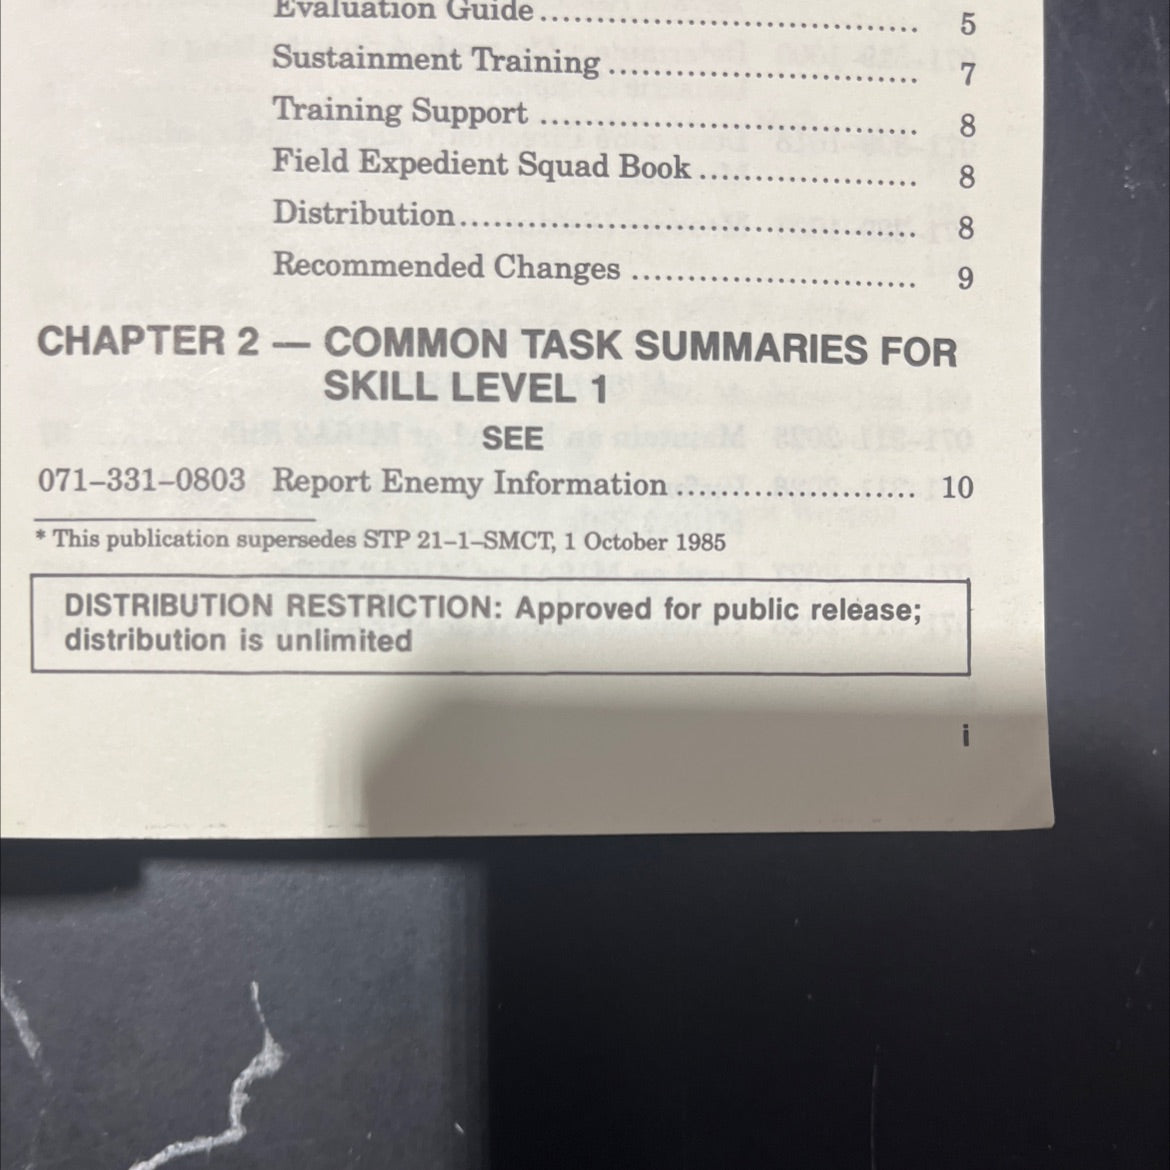 Evaluation Guide .................................... 5
Sustainment Training ............................. 7
Training Support ................................... 8
Field Expedient Squad Book .................... 8
Distribution .......................................... 8
Recommended Changes .......................... 9
CHAPTER 2 — COMMON TASK SUMMARIES FOR
SKILL LEVEL 1
SEE
071–331–0803 Report Enemy Information ...................... 10
* This publication supersedes STP 21–1–SMCT, 1 October 1985
DISTRIBUTION RESTRICTION: Approved for public release;
distribution is unlimited
i